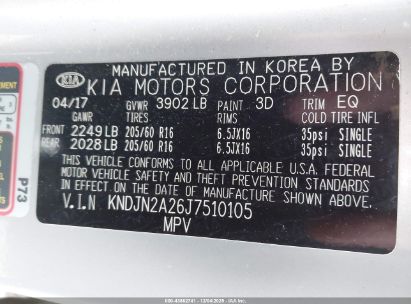 MANUFACTURED IN KOREA BY
KIA KIA MOTORS CORPORATION
04/17 GVWR 3902 LB PAINT 3D TRIM EQ
GAWR TIRES RIMS COLD TIRE INFL
FRONT 2249 LB 205/60 R16 6.5JX16 35psi SINGLE
REAR 2028 LB 205/60 R16 6.5JX16 35psi SINGLE
THIS VEHICLE CONFORMS TO ALL APPLICABLE U.S.A. FEDERAL
MOTOR VEHICLE SAFETY AND THEFT PREVENTION STANDARDS
IN EFFECT ON THE DATE OF MANUFACTURE SHOWN ABOVE.
V.I.N KNDJN2A26J7510105
MPV
P73